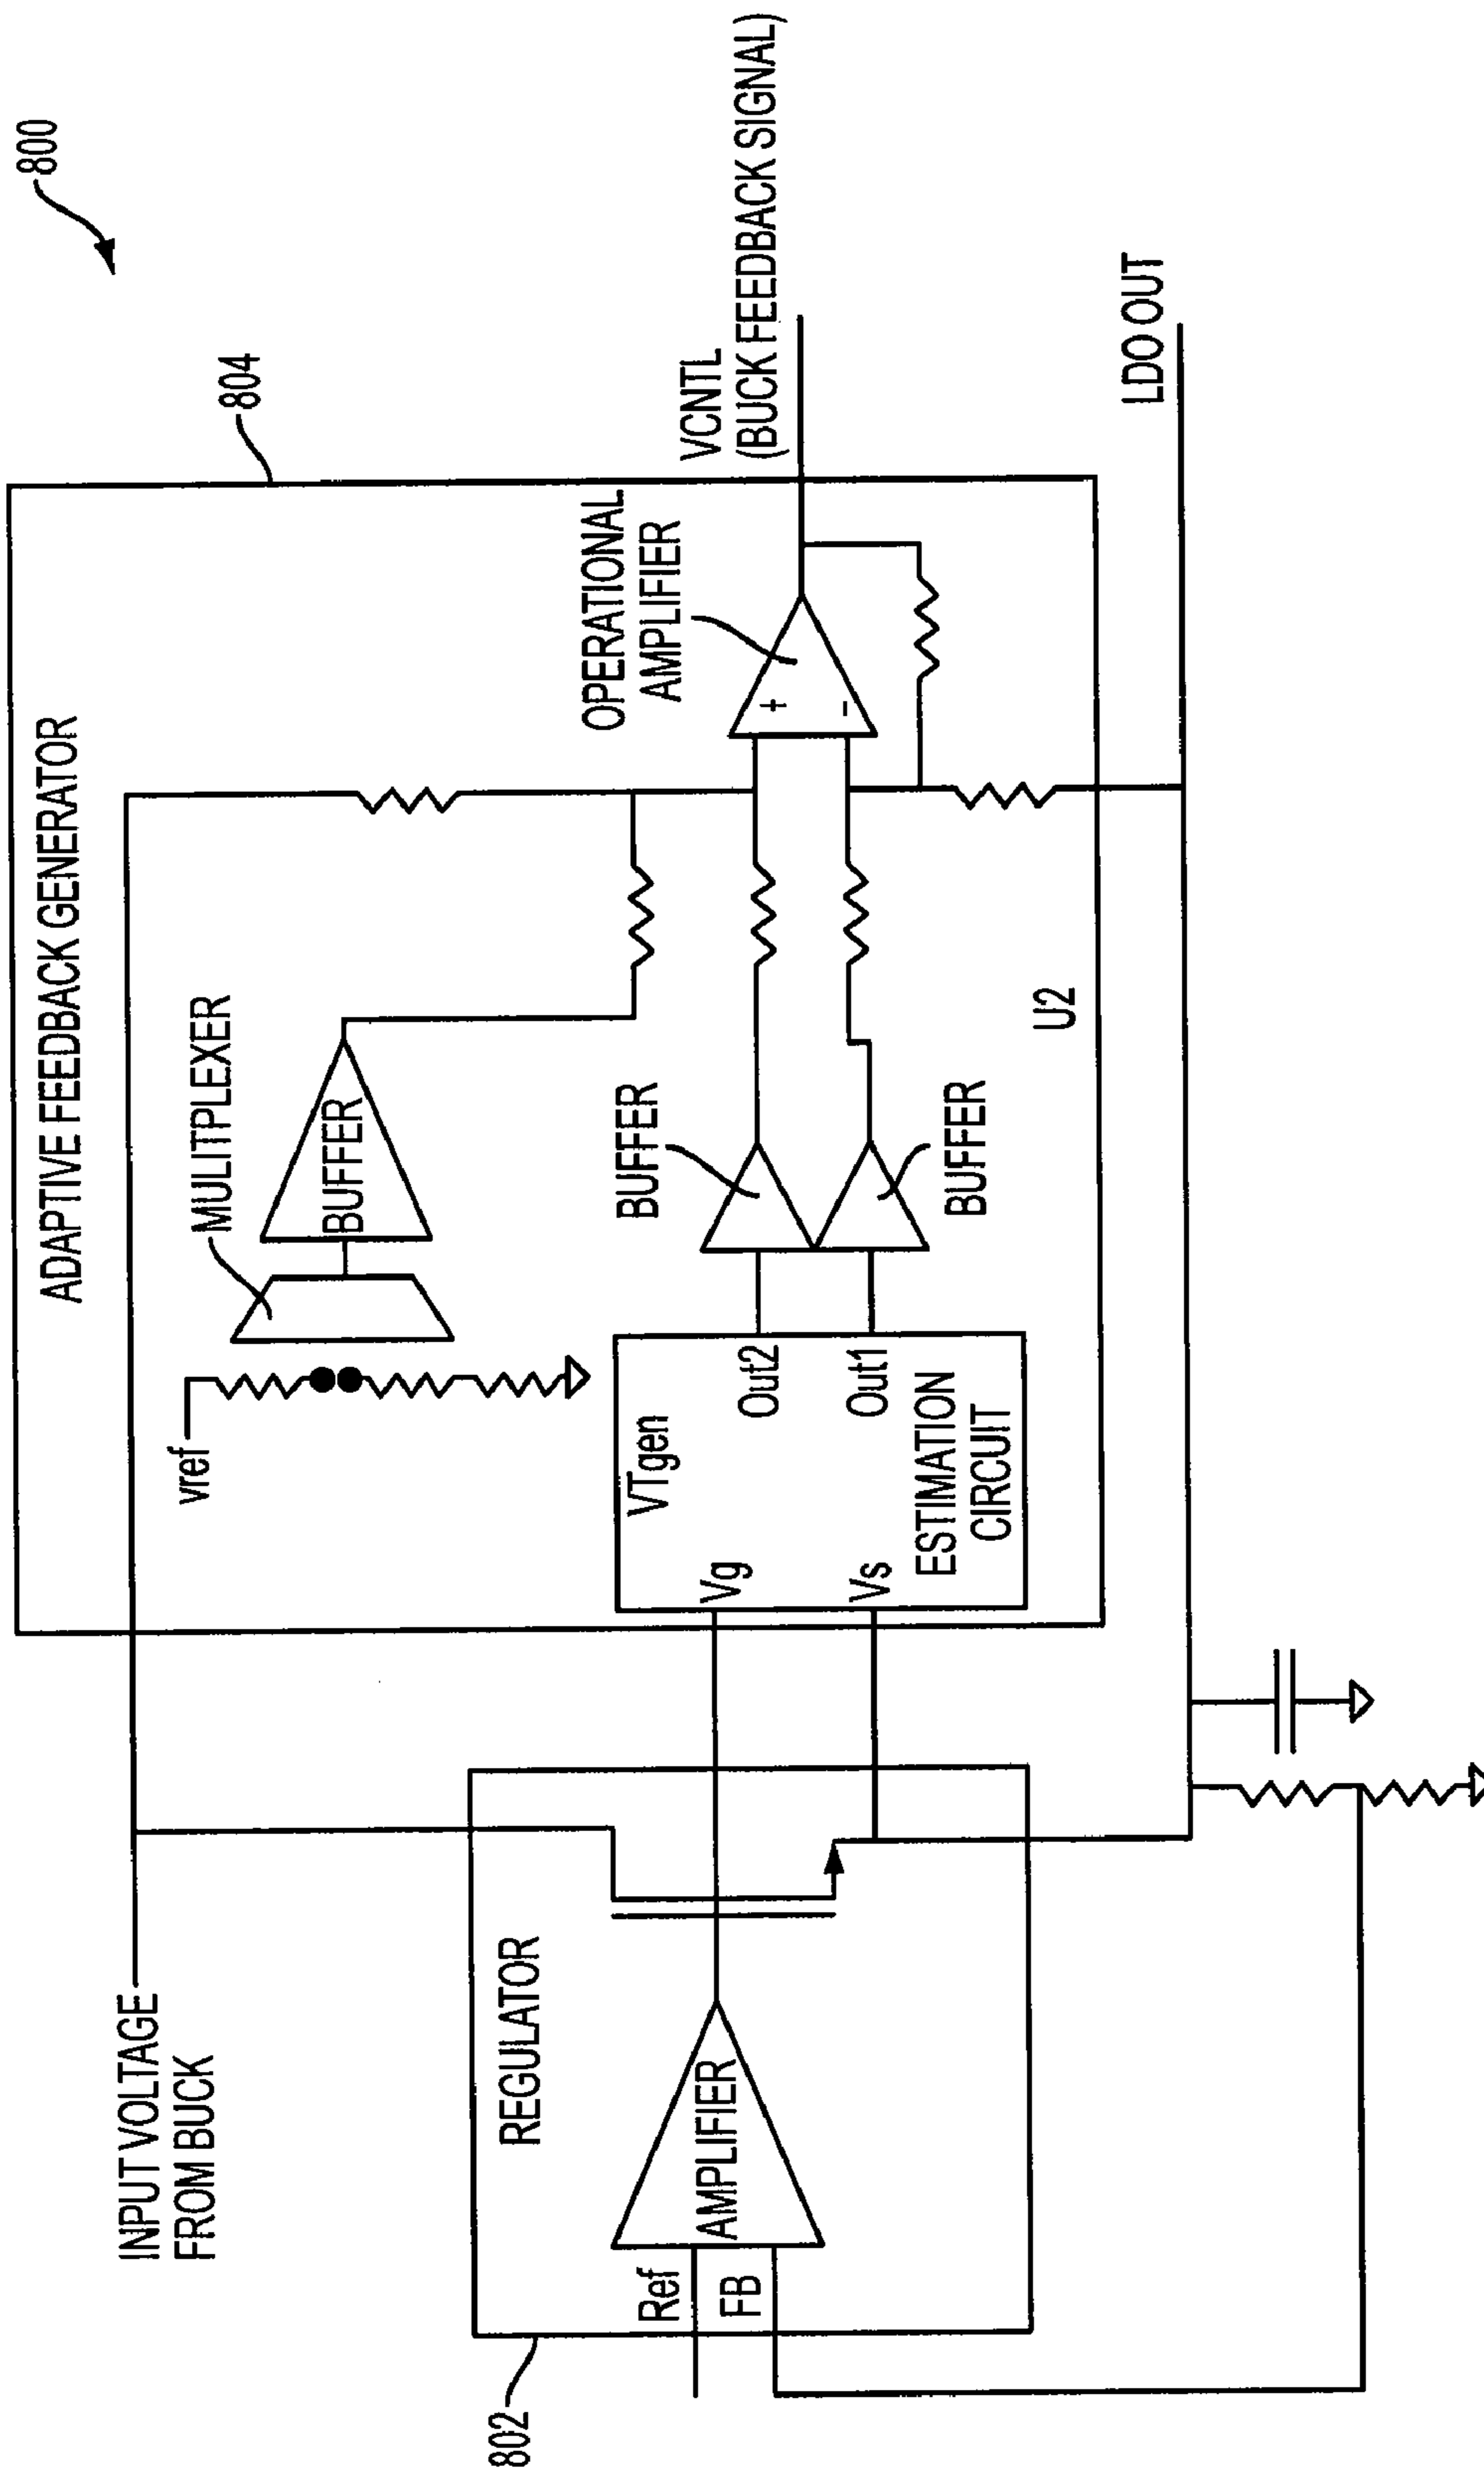 800
804
ADAPTIVE FEEDBACK GENERATOR
INPUT VOLTAGE
FROM BUCK
vref
MULITPLEXER
BUFFER
REGULATOR
802
Ref
FB
AMPLIFIER
Vg
Vs
VTgen
Out2
Out1
ESTIMATION
CIRCUIT
BUFFER
BUFFER
OPERATIONAL
AMPLIFIER
+
-
U2
VCNTL
(BUCK FEEDBACK SIGNAL)
LDO OUT